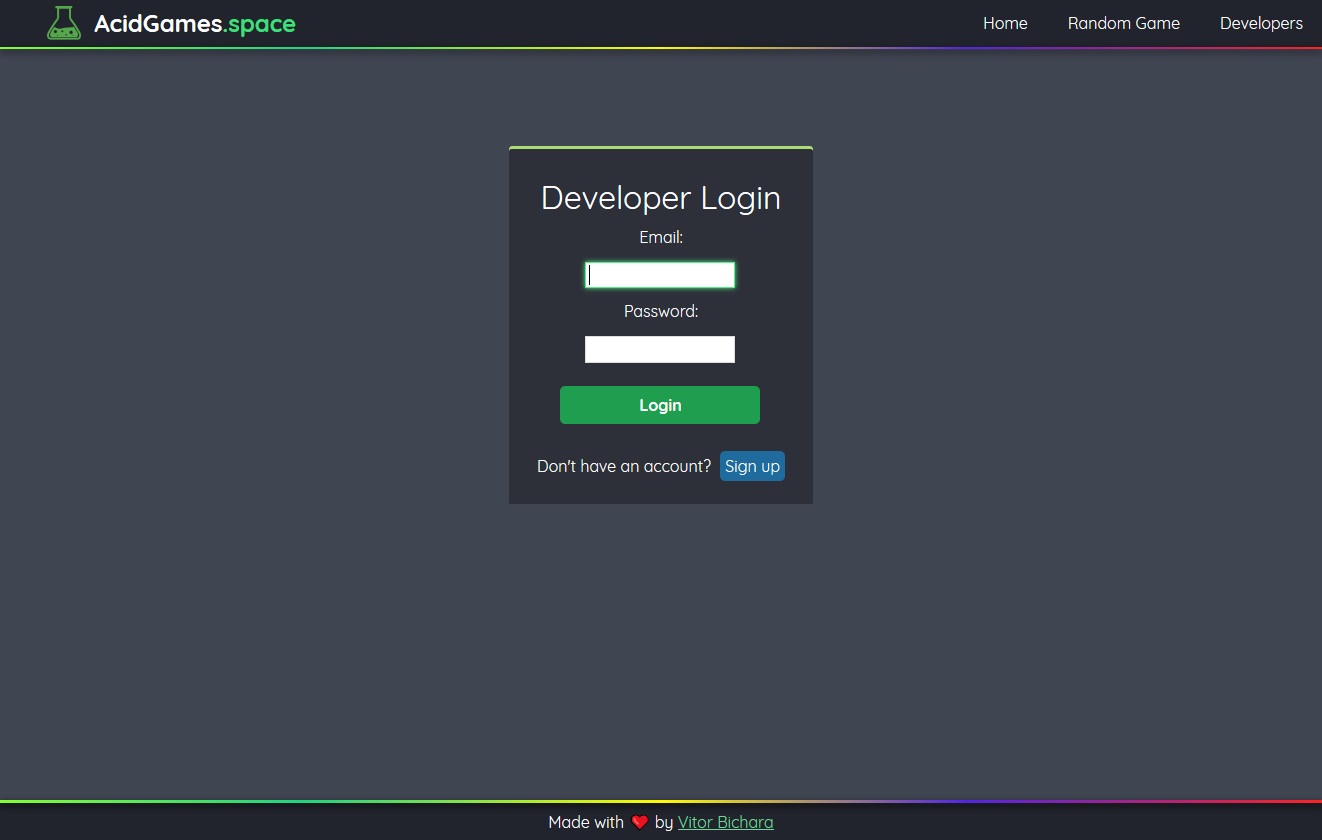 AcidGames.space
Home Random Game Developers
Developer Login
Email:
Password:
Login
Don't have an account? Sign up
Made with ❤ by Vitor Bichara